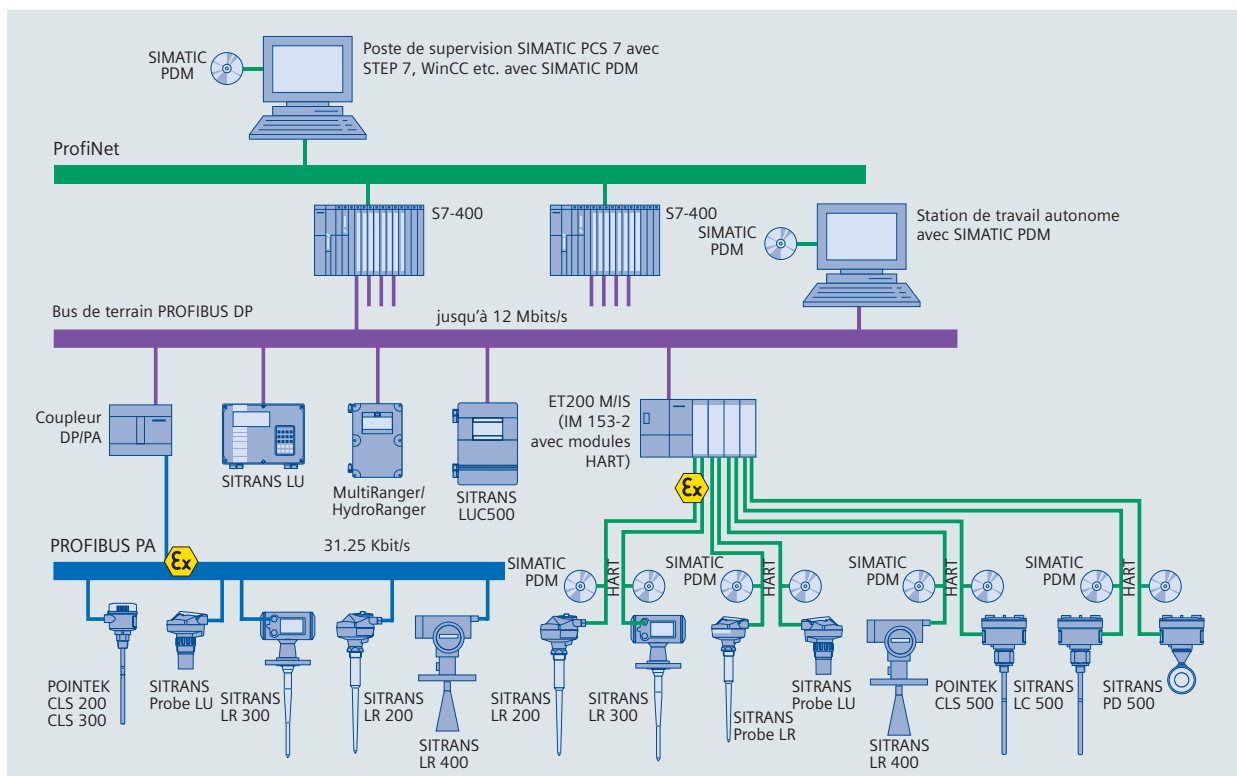 SIMATIC
PDM
Poste de supervision SIMATIC PCS 7 avec
STEP 7, WinCC etc. avec SIMATIC PDM
ProfiNet
S7-400
S7-400
SIMATIC
PDM
Station de travail autonome
avec SIMATIC PDM
Bus de terrain PROFIBUS DP
jusqu'à 12 Mbits/s
Coupleur
DP/PA
SITRANS LU
MultiRanger/
HydroRanger
SITRANS
LUC500
ET200 M/IS
(IM 153-2
avec modules
HART)
Ex
PROFIBUS PA
Ex
31.25 Kbit/s
SIMATIC
PDM
HART
SIMATIC
PDM
HART
SIMATIC
PDM
HART
SIMATIC
PDM
HART
POINTEK
CLS 200
CLS 300
SITRANS
Probe LU
SITRANS
LR 300
SITRANS
LR 200
SITRANS
LR 400
SITRANS
LR 200
SITRANS
LR 300
SITRANS
Probe LR
SITRANS
Probe LU
SITRANS
LR 400
POINTEK
CLS 500
SITRANS
LC 500
SITRANS
PD 500